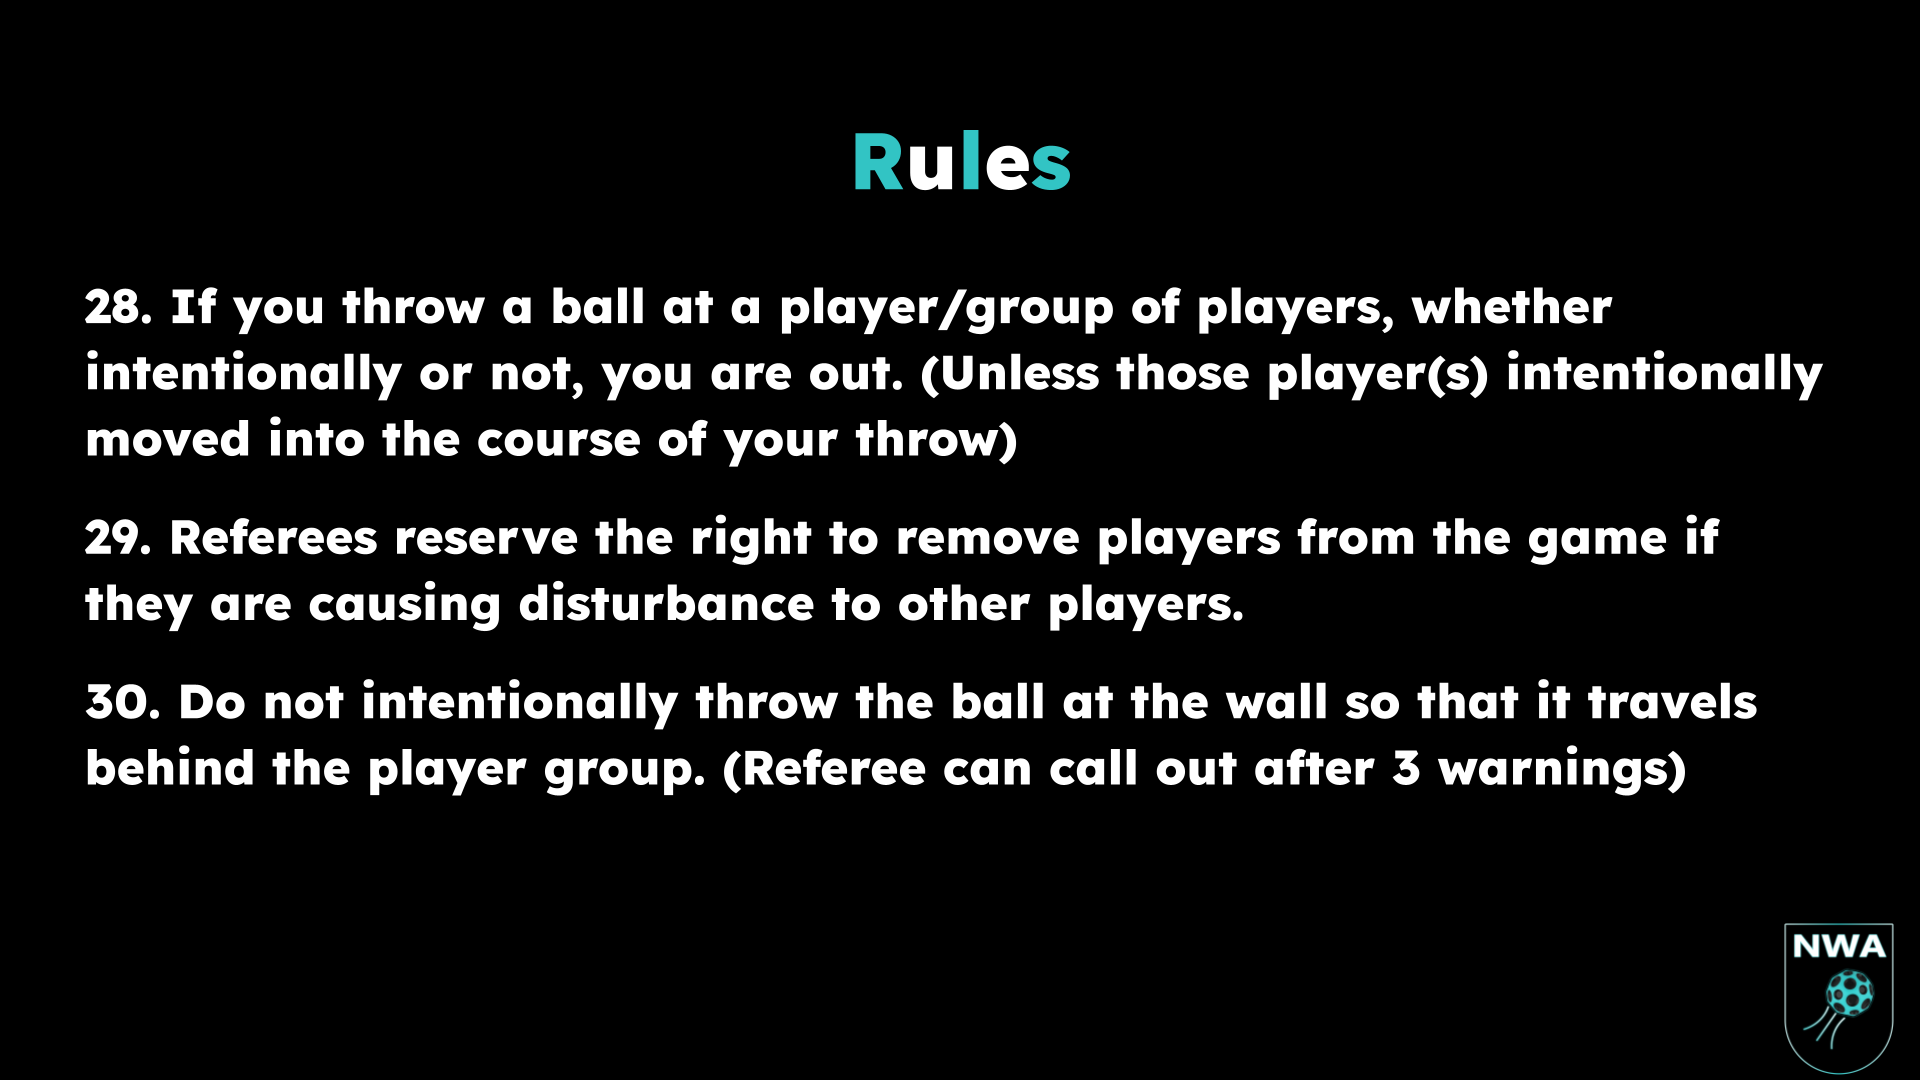 Rules
28. If you throw a ball at a player/group of players, whether
intentionally or not, you are out. (Unless those player(s) intentionally
moved into the course of your throw)
29. Referees reserve the right to remove players from the game if
they are causing disturbance to other players.
30. Do not intentionally throw the ball at the wall so that it travels
behind the player group. (Referee can call out after 3 warnings)
NWA